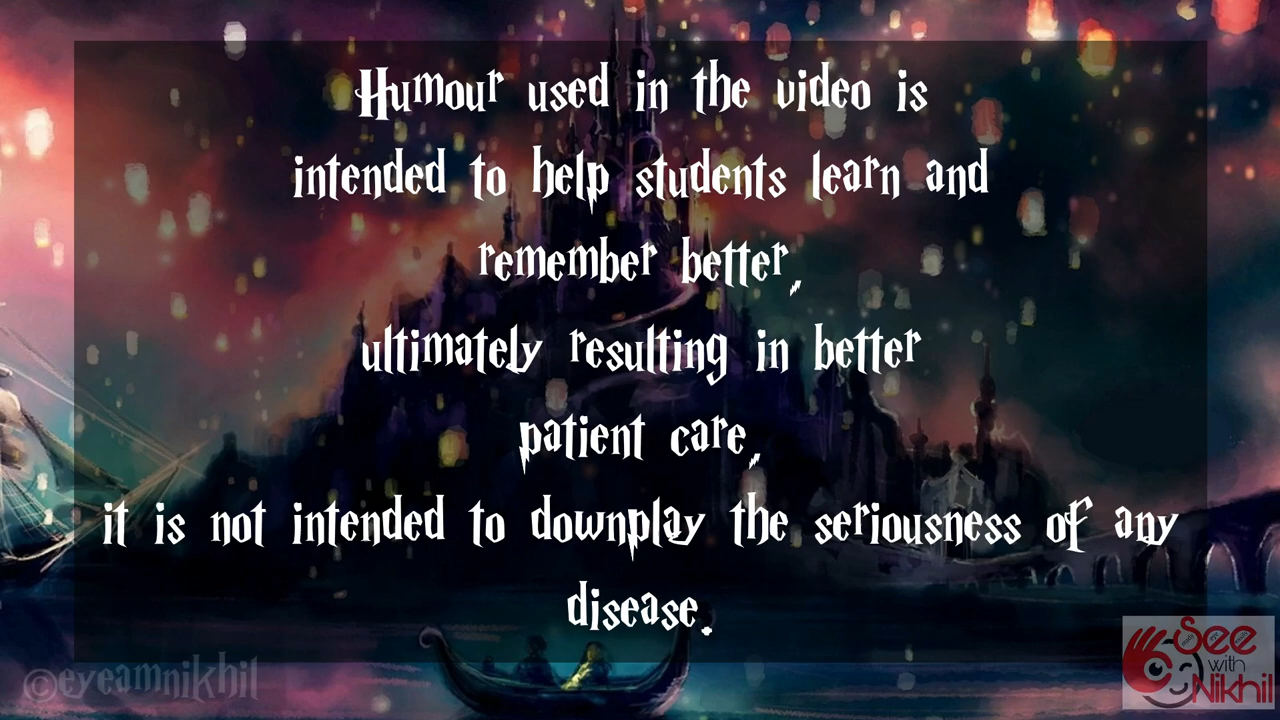 Humour used in the video is
intended to help students learn and
remember better,
ultimately resulting in better
patient care,
it is not intended to downplay the seriousness of any
disease.
©eyeamnikhil
See
with
Nikhil